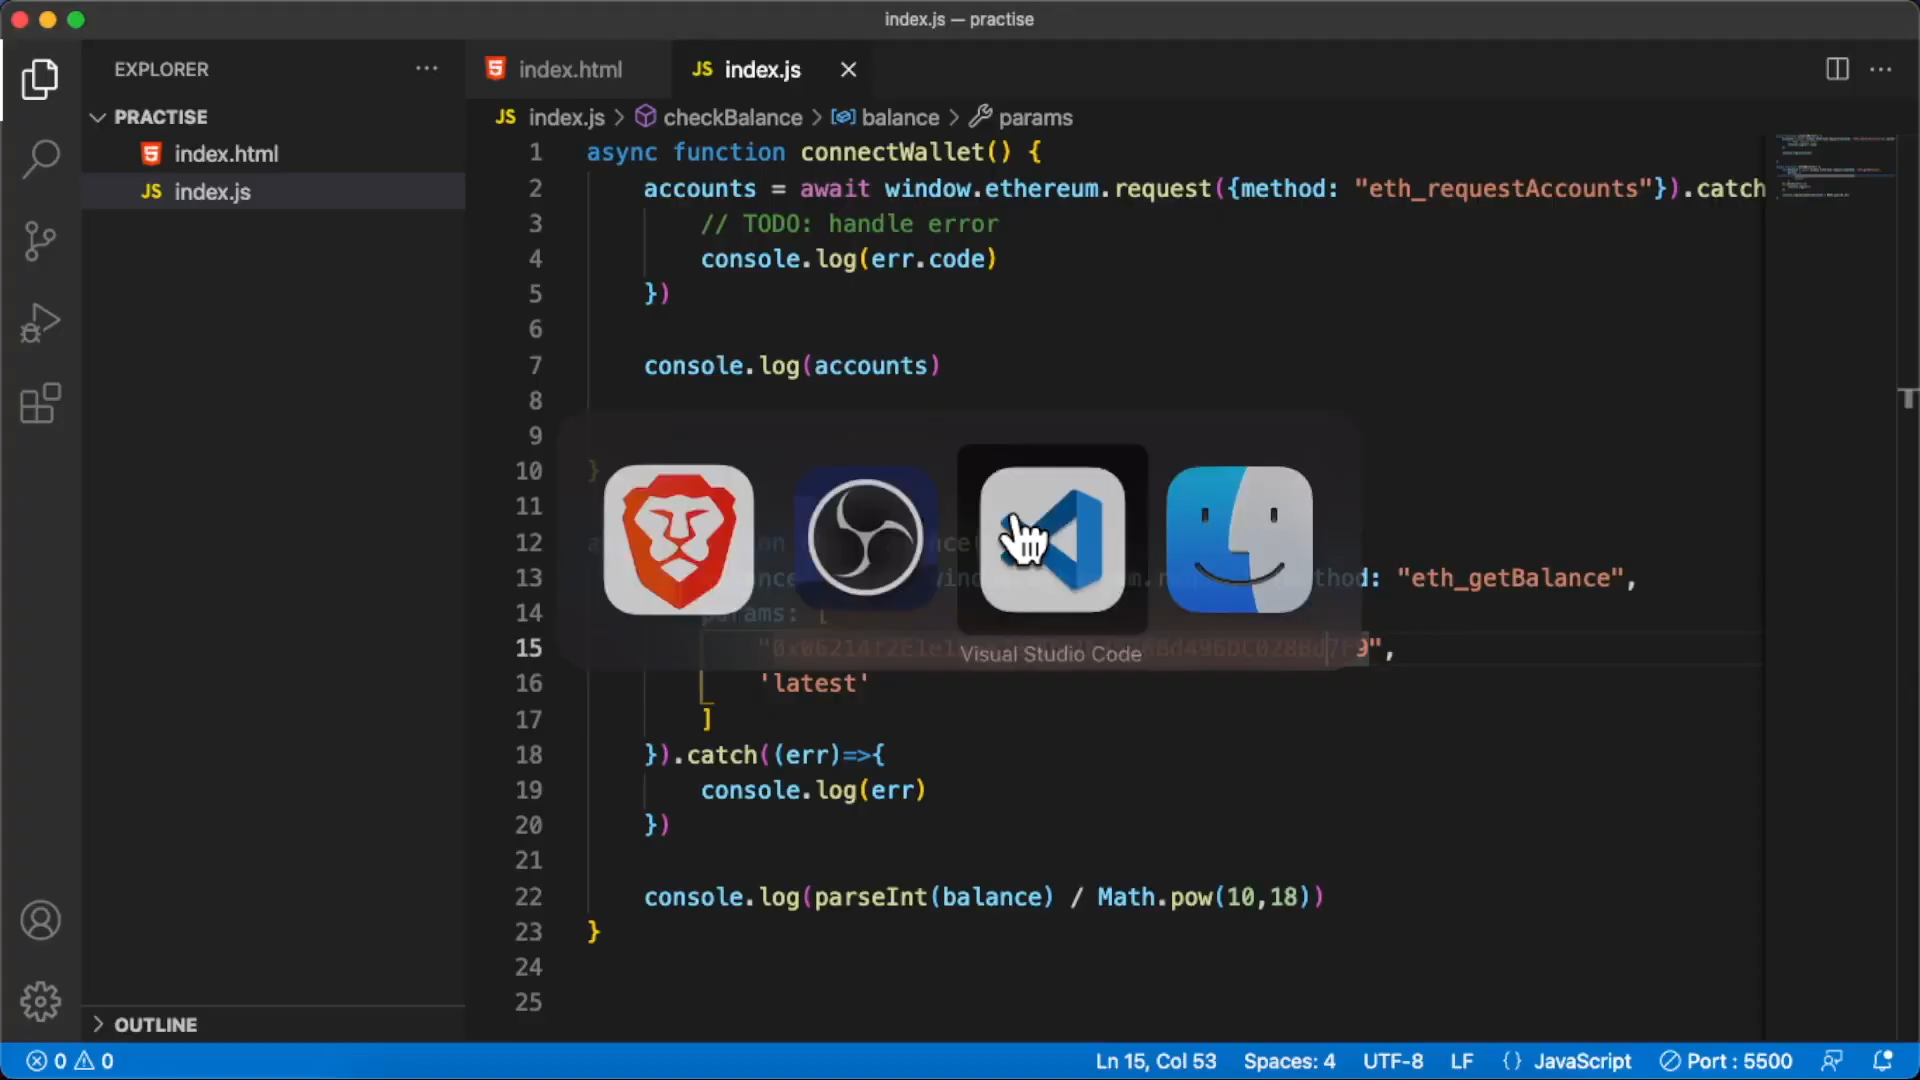 index.js — practise
EXPLORER
index.html
JS index.js
JS index.js > checkBalance > balance > params
PRACTISE
index.html
JS index.js
1 async function connectWallet() {
2 accounts = await window.ethereum.request({method: "eth_requestAccounts"}).catch
3 // TODO: handle error
4 console.log(err.code)
5 })
6
7 console.log(accounts)
8
9
10 }
11
12
13 method: "eth_getBalance",
14 params: [
15 7F9",
16 'latest'
17 ]
18 }).catch((err)=>{
19 console.log(err)
20 })
21
22 console.log(parseInt(balance) / Math.pow(10,18))
23 }
24
25
Visual Studio Code
OUTLINE
0 0
Ln 15, Col 53 Spaces: 4 UTF-8 LF {} JavaScript Port : 5500